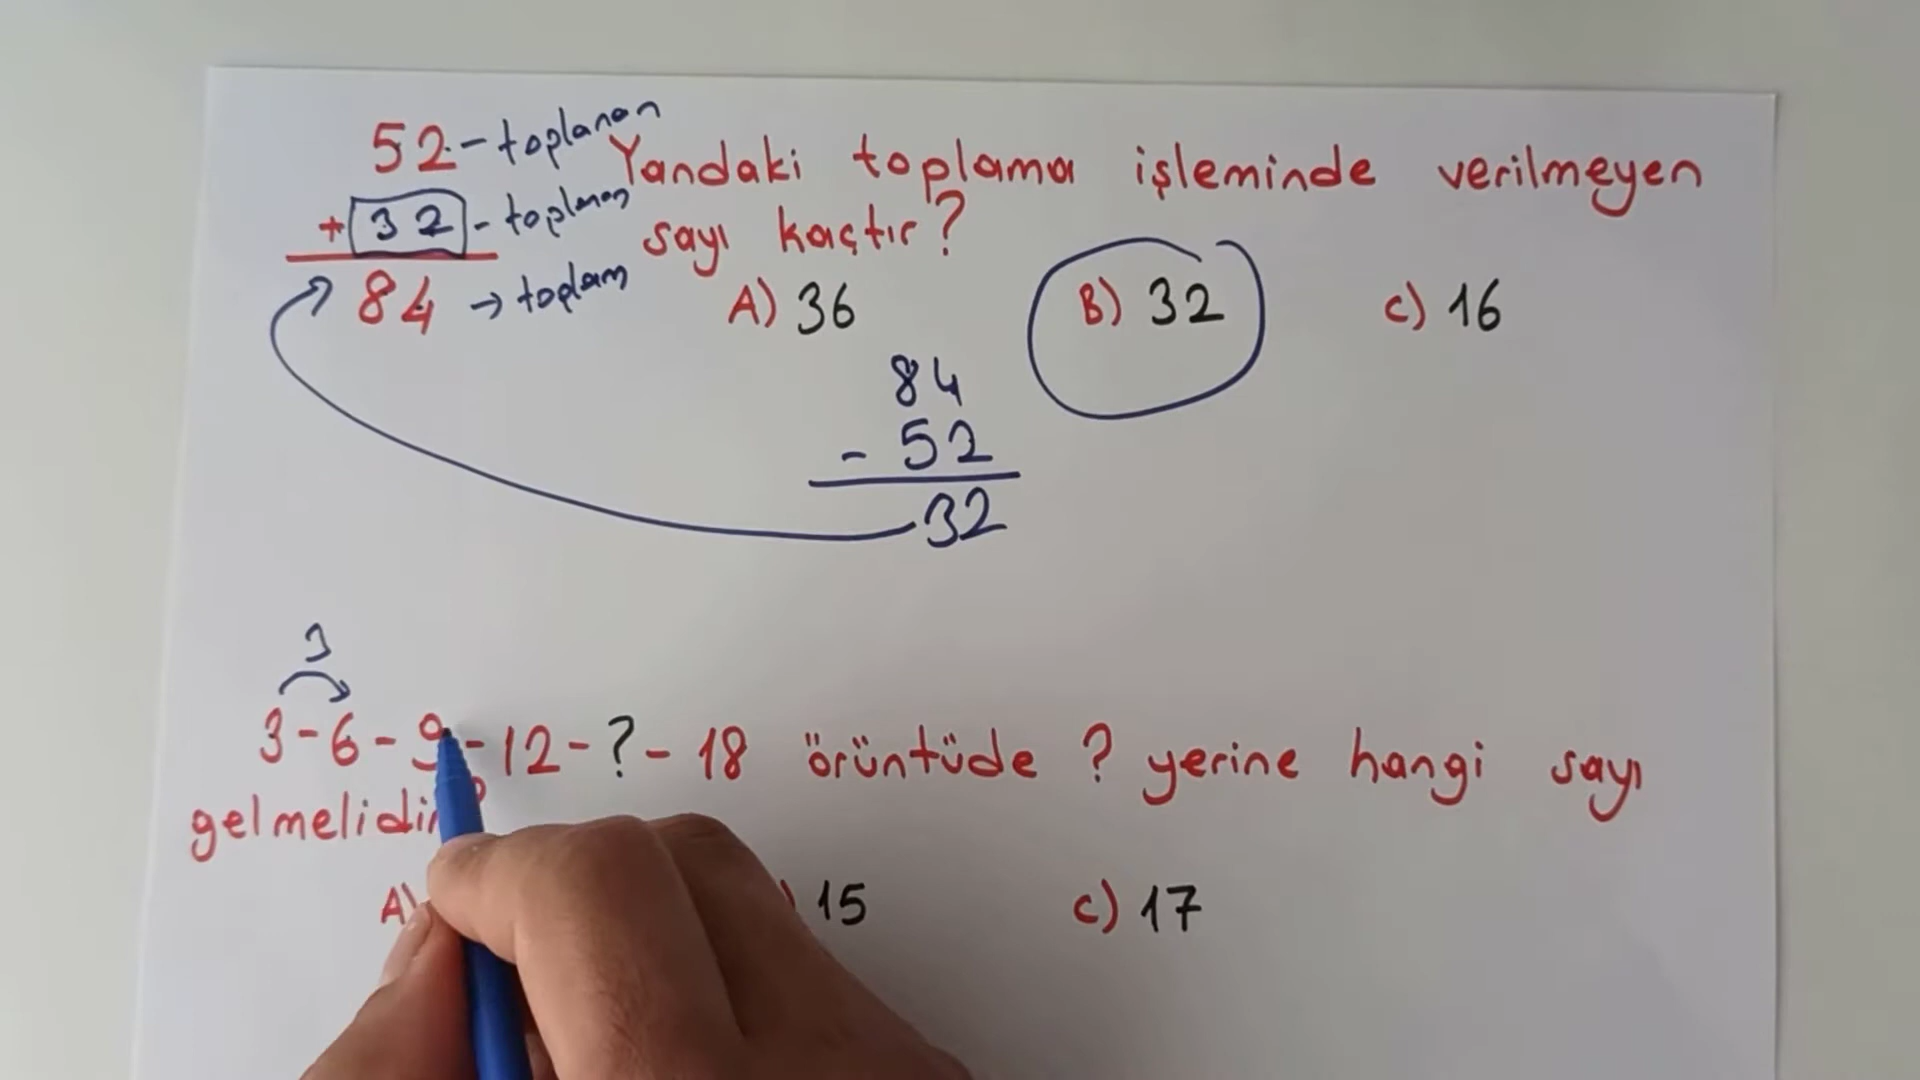 52 - toplanan
+ 32 - toplanan
84 → toplam
Yandaki toplama işleminde verilmeyen
sayı kaçtır?
A) 36 B) 32 C) 16
84
- 52
32
3
3 - 6 - 9 - 12 - ? - 18 örüntüde ? yerine hangi sayı
A) ) 15 C) 17